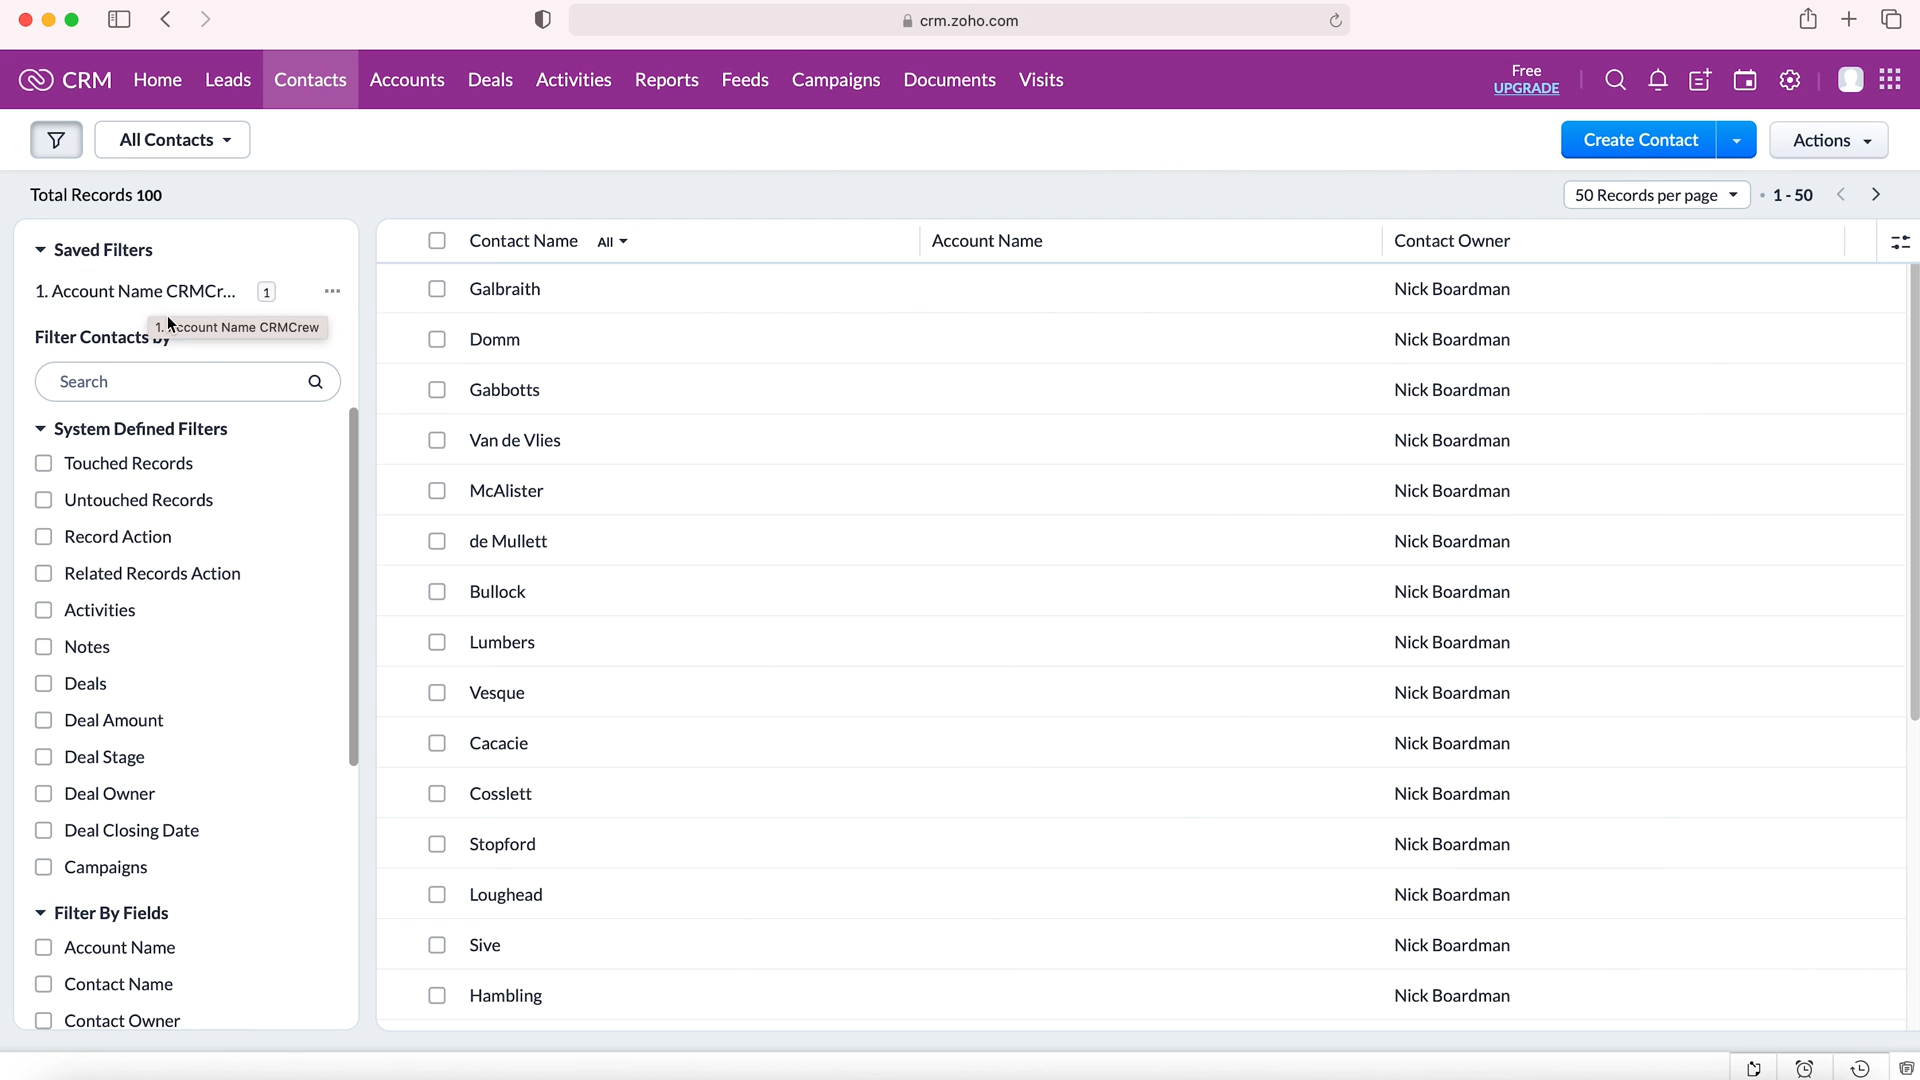 crm.zoho.com
CRM Home Leads Contacts Accounts Deals Activities Reports Feeds Campaigns Documents Visits
Free
UPGRADE
All Contacts
Create Contact
Actions
Total Records 100
50 Records per page
• 1 - 50
Saved Filters
1. Account Name CRMCr... 1 ...
1. Account Name CRMCrew
Filter Contacts by
Search
System Defined Filters
Touched Records
Untouched Records
Record Action
Related Records Action
Activities
Notes
Deals
Deal Amount
Deal Stage
Deal Owner
Deal Closing Date
Campaigns
Filter By Fields
Account Name
Contact Name
Contact Owner
Contact Name All Account Name Contact Owner
Galbraith Nick Boardman
Domm Nick Boardman
Gabbotts Nick Boardman
Van de Vlies Nick Boardman
McAlister Nick Boardman
de Mullett Nick Boardman
Bullock Nick Boardman
Lumbers Nick Boardman
Vesque Nick Boardman
Cacacie Nick Boardman
Cosslett Nick Boardman
Stopford Nick Boardman
Loughead Nick Boardman
Sive Nick Boardman
Hambling Nick Boardman